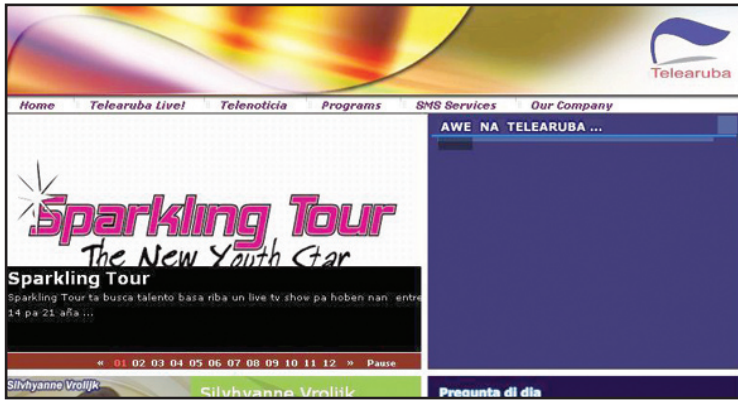 Telearuba
Home Telearuba Live! Telenoticia Programs SMS Services Our Company
Sparkling Tour
The New Youth Star
Sparkling Tour
Sparkling Tour ta busca talento basa riba un live tv show pa hoben nan entre
14 pa 21 aña ...
« 01 02 03 04 05 06 07 08 09 10 11 12 » Pause
AWE NA TELEARUBA ...
Silvhyanne Vrolijk
Silvhyanne Vrolijk
Pregunta di dia